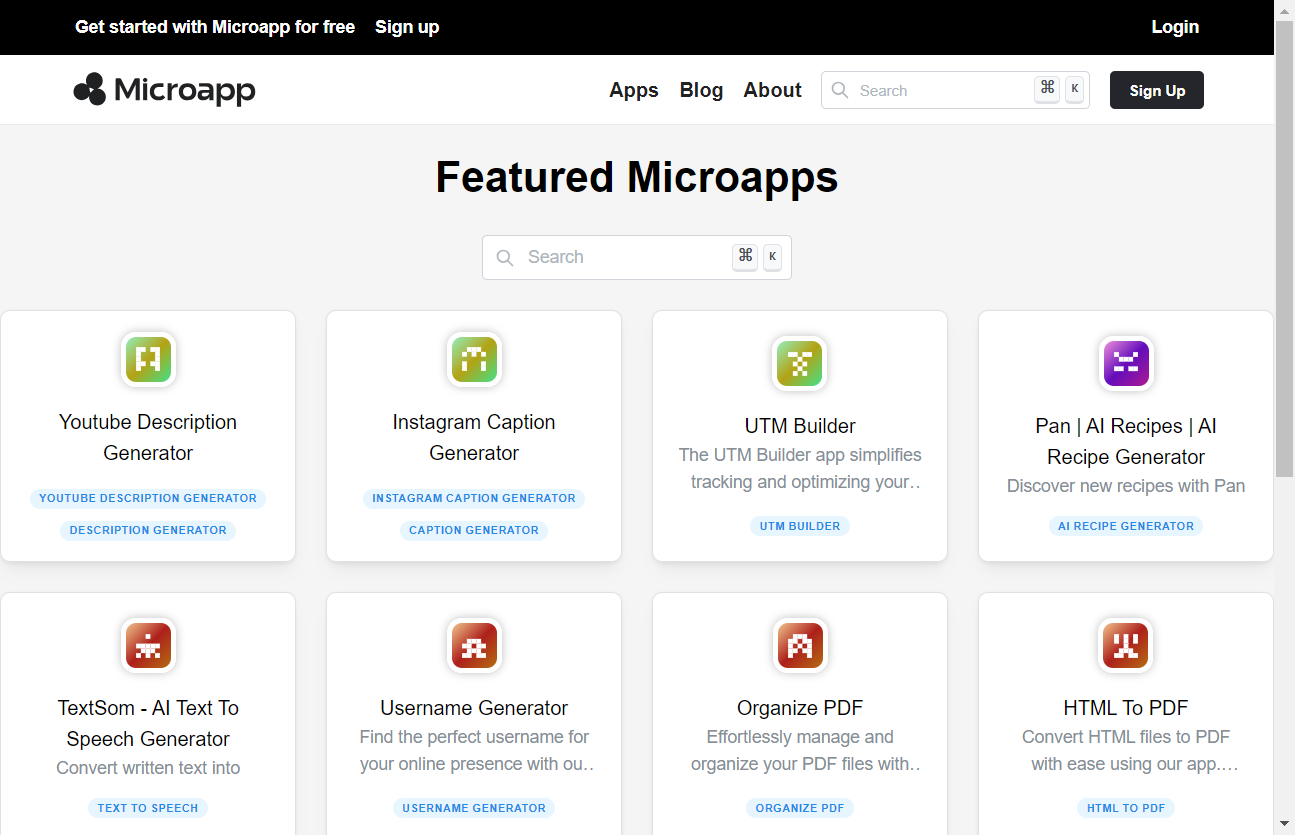 Get started with Microapp for free Sign up Login
Microapp Apps Blog About Search ⌘ K Sign Up
Featured Microapps
Search ⌘ K
Youtube Description
Generator
YOUTUBE DESCRIPTION GENERATOR
DESCRIPTION GENERATOR
Instagram Caption
Generator
INSTAGRAM CAPTION GENERATOR
CAPTION GENERATOR
UTM Builder
The UTM Builder app simplifies
tracking and optimizing your..
UTM BUILDER
Pan | AI Recipes | AI
Recipe Generator
Discover new recipes with Pan
AI RECIPE GENERATOR
TextSom - AI Text To
Speech Generator
Convert written text into
TEXT TO SPEECH
Username Generator
Find the perfect username for
your online presence with ou..
USERNAME GENERATOR
Organize PDF
Effortlessly manage and
organize your PDF files with..
ORGANIZE PDF
HTML To PDF
Convert HTML files to PDF
with ease using our app....
HTML TO PDF